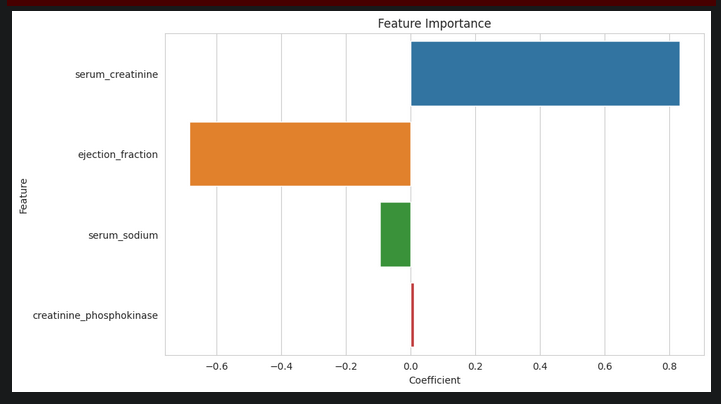 Feature Importance
serum_creatinine
ejection_fraction
serum_sodium
creatinine_phosphokinase
Feature
−0.6 −0.4 −0.2 0.0 0.2 0.4 0.6 0.8
Coefficient